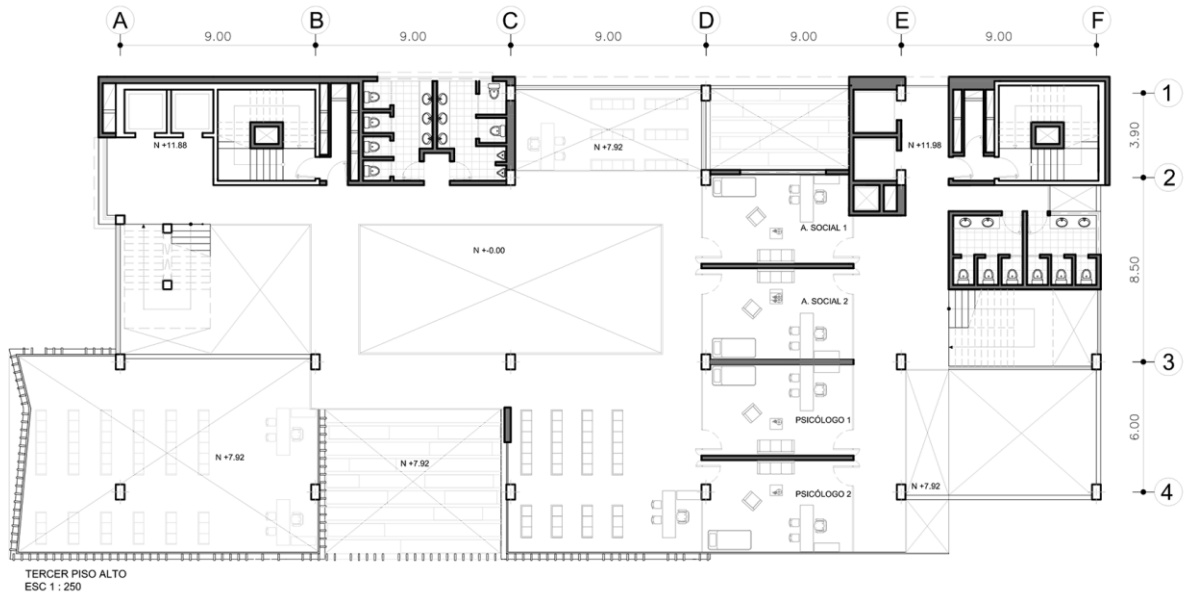 A B C D E F
9.00 9.00 9.00 9.00 9.00
1
3.90
2
8.50
3
6.00
4
N +11.88
N +7.92
N +11.98
A. SOCIAL 1
N +-0.00
A. SOCIAL 2
PSICÓLOGO 1
N +7.92
N +7.92
N +7.92
PSICÓLOGO 2
TERCER PISO ALTO
ESC 1 : 250